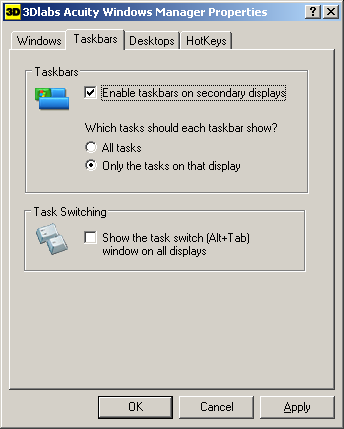 3D 3Dlabs Acuity Windows Manager Properties
Windows Taskbars Desktops HotKeys
Taskbars
Enable taskbars on secondary displays
Which tasks should each taskbar show?
All tasks
Only the tasks on that display
Task Switching
Show the task switch (Alt+Tab)
window on all displays
OK Cancel Apply